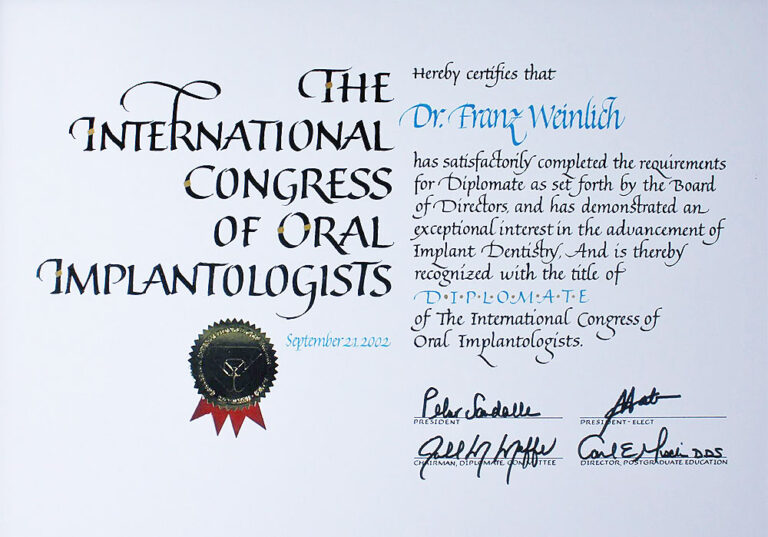 THE
INTERNATIONAL
CONGRESS
OF ORAL
IMPLANTOLOGISTS
September 21, 2002
Hereby certifies that
Dr. Franz Weinlich
has satisfactorily completed the requirements
for Diplomate as set forth by the Board
of Directors, and has demonstrated an
exceptional interest in the advancement of
Implant Dentistry. And is thereby
recognized with the title of
D·I·P·L·O·M·A·T·E
of The International Congress of
Oral Implantologists.
PRESIDENT
PRESIDENT - ELECT
CHAIRMAN, DIPLOMATE COMMITTEE
Carl E DDS
DIRECTOR, POSTGRADUATE EDUCATION